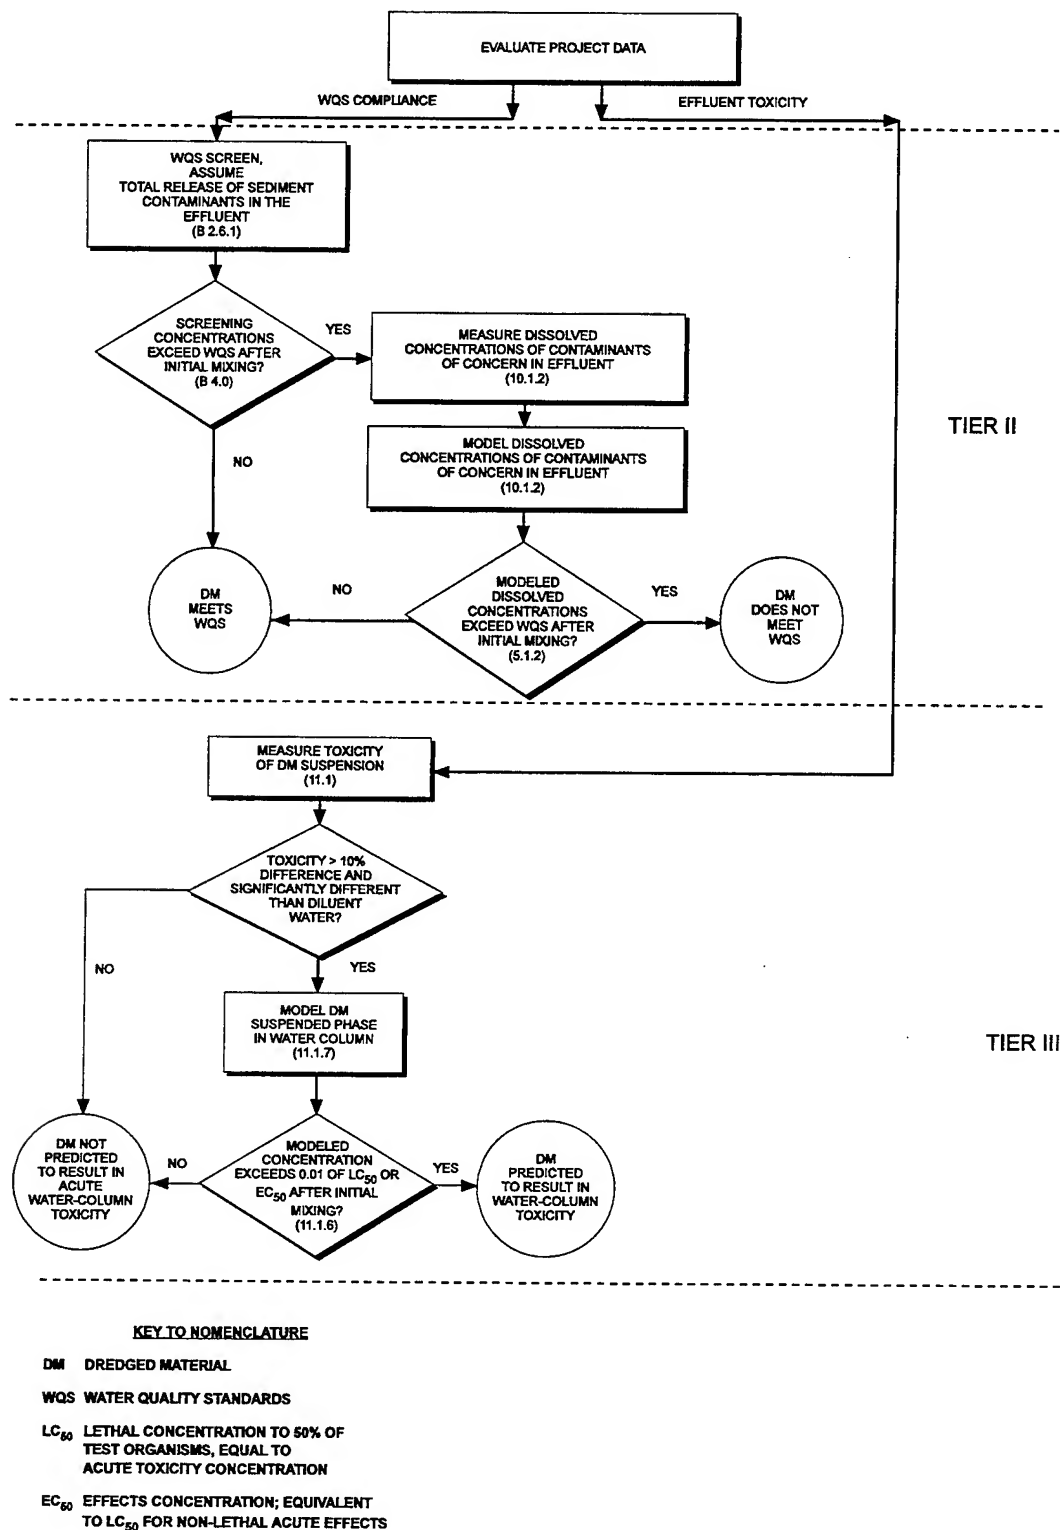 EVALUATE PROJECT DATA
WQS COMPLIANCE
EFFLUENT TOXICITY
WQS SCREEN,
ASSUME
TOTAL RELEASE OF SEDIMENT
CONTAMINANTS IN THE
EFFLUENT
(B 2.6.1)
SCREENING
CONCENTRATIONS
EXCEED WQS AFTER
INITIAL MIXING?
(B 4.0)
YES
MEASURE DISSOLVED
CONCENTRATIONS OF CONTAMINANTS
OF CONCERN IN EFFLUENT
(10.1.2)
TIER II
NO
MODEL DISSOLVED
CONCENTRATIONS OF CONTAMINANTS
OF CONCERN IN EFFLUENT
(10.1.2)
DM
MEETS
WQS
NO
MODELED
DISSOLVED
CONCENTRATIONS
EXCEED WQS AFTER
INITIAL MIXING?
(5.1.2)
YES
DM
DOES NOT
MEET
WQS
MEASURE TOXICITY
OF DM SUSPENSION
(11.1)
TOXICITY > 10%
DIFFERENCE AND
SIGNIFICANTLY DIFFERENT
THAN DILUENT
WATER?
NO
YES
MODEL DM
SUSPENDED PHASE
IN WATER COLUMN
(11.1.7)
TIER III
DM NOT
PREDICTED
TO RESULT IN
ACUTE
WATER-COLUMN
TOXICITY
NO
MODELED
CONCENTRATION
EXCEEDS 0.01 OF LC50 OR
EC50 AFTER INITIAL
MIXING?
(11.1.6)
YES
DM
PREDICTED
TO RESULT IN
WATER-COLUMN
TOXICITY
KEY TO NOMENCLATURE
DM DREDGED MATERIAL
WQS WATER QUALITY STANDARDS
LC50 LETHAL CONCENTRATION TO 50% OF
TEST ORGANISMS, EQUAL TO
ACUTE TOXICITY CONCENTRATION
EC50 EFFECTS CONCENTRATION; EQUIVALENT
TO LC50 FOR NON-LETHAL ACUTE EFFECTS